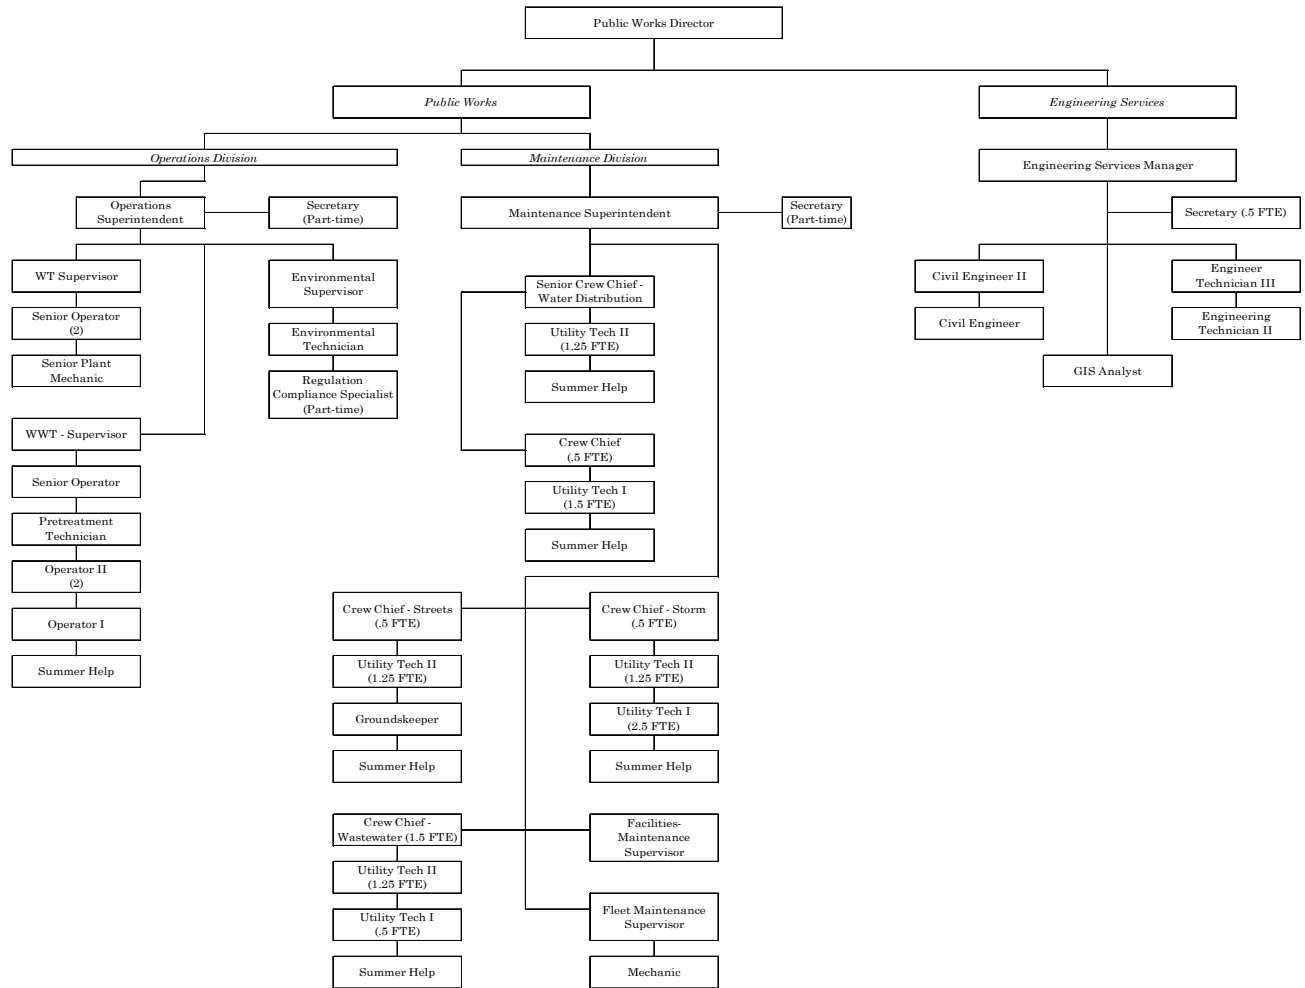 Public Works Director
Public Works
Engineering Services
Operations Division
Maintenance Division
Engineering Services Manager
Operations
Superintendent
Secretary
(Part-time)
Maintenance Superintendent
Secretary
(Part-time)
Secretary (.5 FTE)
WT Supervisor
Senior Operator
(2)
Senior Plant
Mechanic
Environmental
Supervisor
Environmental
Technician
Regulation
Compliance Specialist
(Part-time)
WWT - Supervisor
Senior Operator
Pretreatment
Technician
Operator II
(2)
Operator I
Summer Help
Senior Crew Chief -
Water Distribution
Utility Tech II
(1.25 FTE)
Summer Help
Crew Chief
(.5 FTE)
Utility Tech I
(1.5 FTE)
Summer Help
Civil Engineer II
Civil Engineer
Engineer
Technician III
Engineering
Technician II
GIS Analyst
Crew Chief - Streets
(.5 FTE)
Utility Tech II
(1.25 FTE)
Groundskeeper
Summer Help
Crew Chief - Storm
(.5 FTE)
Utility Tech II
(1.25 FTE)
Utility Tech I
(2.5 FTE)
Summer Help
Crew Chief -
Wastewater (1.5 FTE)
Utility Tech II
(1.25 FTE)
Utility Tech I
(.5 FTE)
Summer Help
Facilities-
Maintenance
Supervisor
Fleet Maintenance
Supervisor
Mechanic